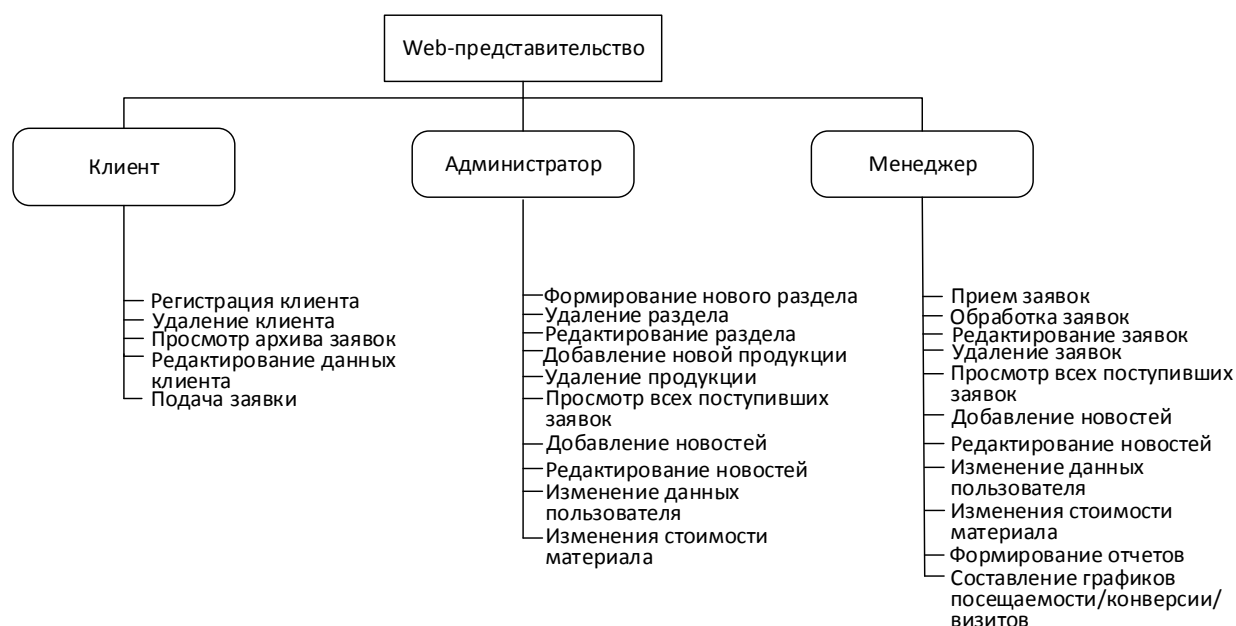 Web-представительство
Клиент
Администратор
Менеджер
Регистрация клиента
Удаление клиента
Просмотр архива заявок
Редактирование данных
клиента
Подача заявки
Формирование нового раздела
Удаление раздела
Редактирование раздела
Добавление новой продукции
Удаление продукции
Просмотр всех поступивших
заявок
Добавление новостей
Редактирование новостей
Изменение данных
пользователя
Изменения стоимости
материала
Прием заявок
Обработка заявок
Редактирование заявок
Удаление заявок
Просмотр всех поступивших
заявок
Добавление новостей
Редактирование новостей
Изменение данных
пользователя
Изменения стоимости
материала
Формирование отчетов
Составление графиков
посещаемости/конверсии/
визитов